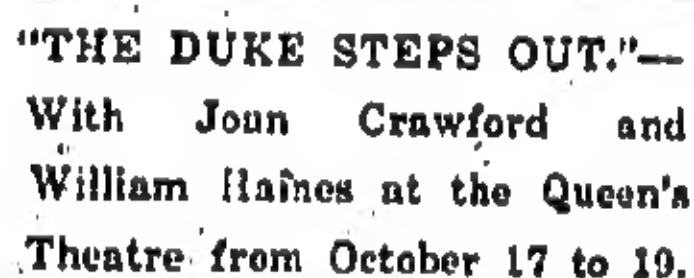 "THE DUKE STEPS OUT."—
With Joan Crawford and
William Haines at the Queen's
Theatre from October 17 to 19.